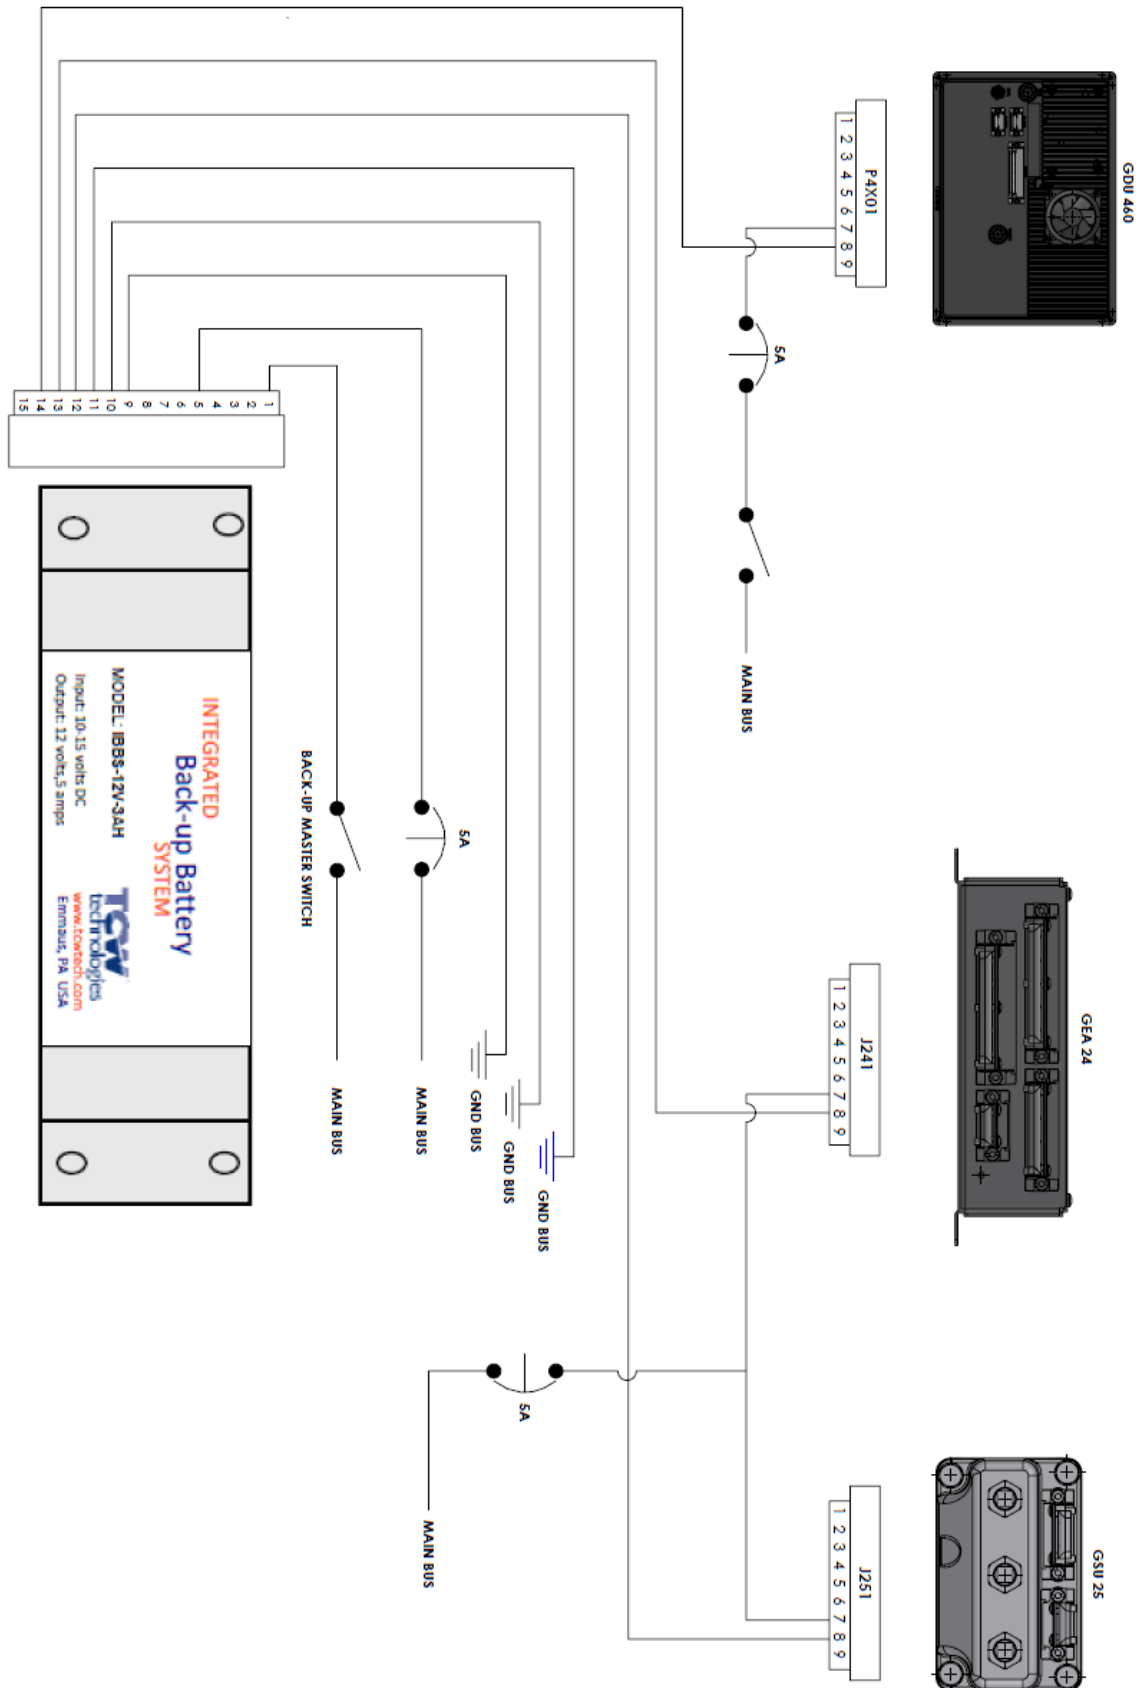 GDU 460
GEA 24
GSU 25
P4X01
J241
J251
1 2 3 4 5 6 7 8 9
1 2 3 4 5 6 7 8 9
1 2 3 4 5 6 7 8 9
5A
MAIN BUS
GND BUS
5A
GND BUS
GND BUS
5A
MAIN BUS
MAIN BUS
MAIN BUS
BACK-UP MASTER SWITCH
1
2
3
4
5
6
7
8
9
10
11
12
13
14
15
INTEGRATED
Back-up Battery
SYSTEM
MODEL: IBBS-12V-3AH
Input: 10-15 volts DC
Output: 12 volts,5 amps
TCW
technologies
www.tcwtech.com
Emmaus, PA USA